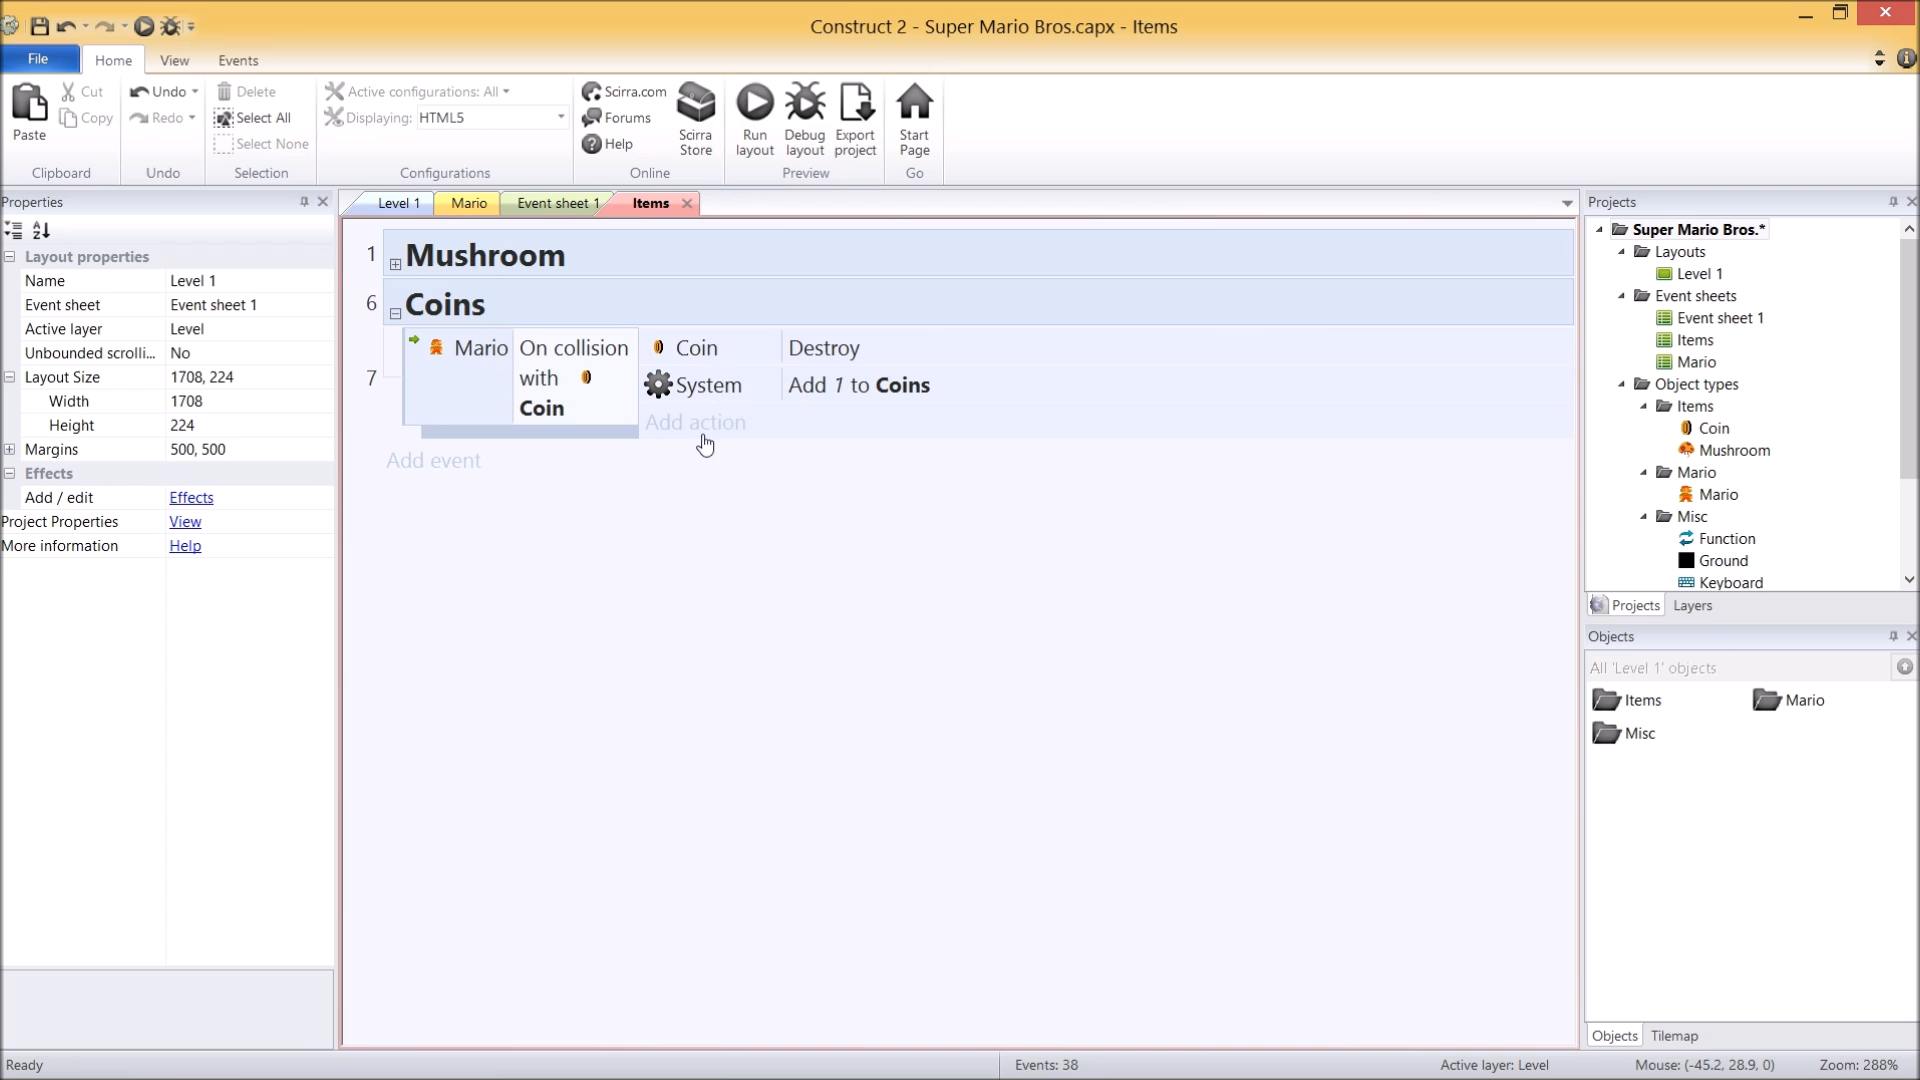 Construct 2 - Super Mario Bros.capx - Items
File
Home
View
Events
Paste
Cut
Copy
Clipboard
Undo
Redo
Undo
Delete
Select All
Select None
Selection
Active configurations: All
Displaying: HTML5
Configurations
Scirra.com
Forums
Help
Scirra
Store
Online
Run
layout
Debug
layout
Export
project
Preview
Start
Page
Go
Properties
Layout properties
Name Level 1
Event sheet Event sheet 1
Active layer Level
Unbounded scrolli... No
Layout Size 1708, 224
Width 1708
Height 224
Margins 500, 500
Effects
Add / edit Effects
Project Properties View
More information Help
Level 1
Mario
Event sheet 1
Items
1 Mushroom
6 Coins
7
Mario
On collision
with
Coin
Coin Destroy
System Add 1 to Coins
Add action
Add event
Projects
Super Mario Bros.*
Layouts
Level 1
Event sheets
Event sheet 1
Items
Mario
Object types
Items
Coin
Mushroom
Mario
Mario
Misc
Function
Ground
Keyboard
Projects
Layers
Objects
All 'Level 1' objects
Items
Mario
Misc
Objects
Tilemap
Ready
Events: 38
Active layer: Level
Mouse: (-45.2, 28.9, 0)
Zoom: 288%